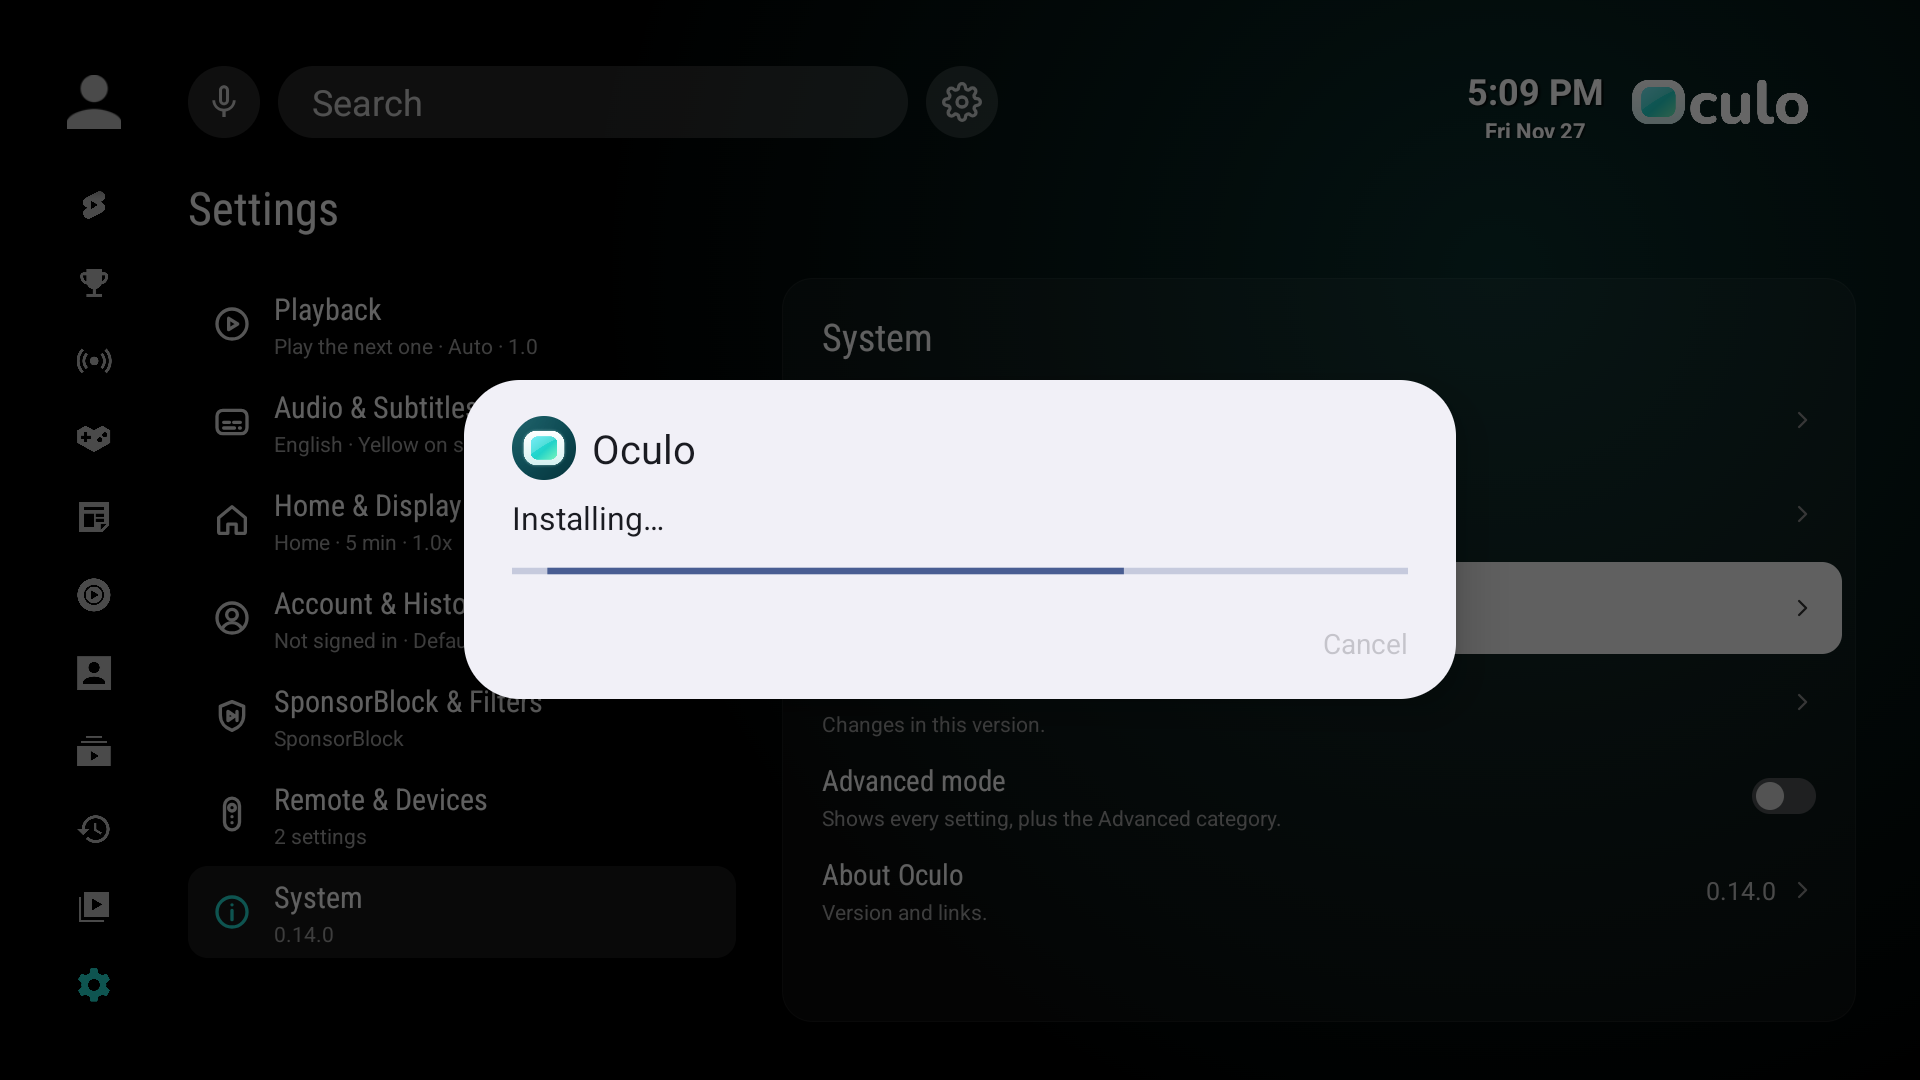 Search
5:09 PM
Fri Nov 27
Oculo
Settings
Playback
Play the next one · Auto · 1.0
Audio & Subtitles
English · Yellow on s
Home & Display
Home · 5 min · 1.0x
Account & Histo
Not signed in · Defau
SponsorBlock & Filters
SponsorBlock
Remote & Devices
2 settings
System
0.14.0
System
Oculo
Installing…
Cancel
Changes in this version.
Advanced mode
Shows every setting, plus the Advanced category.
About Oculo
Version and links.
0.14.0